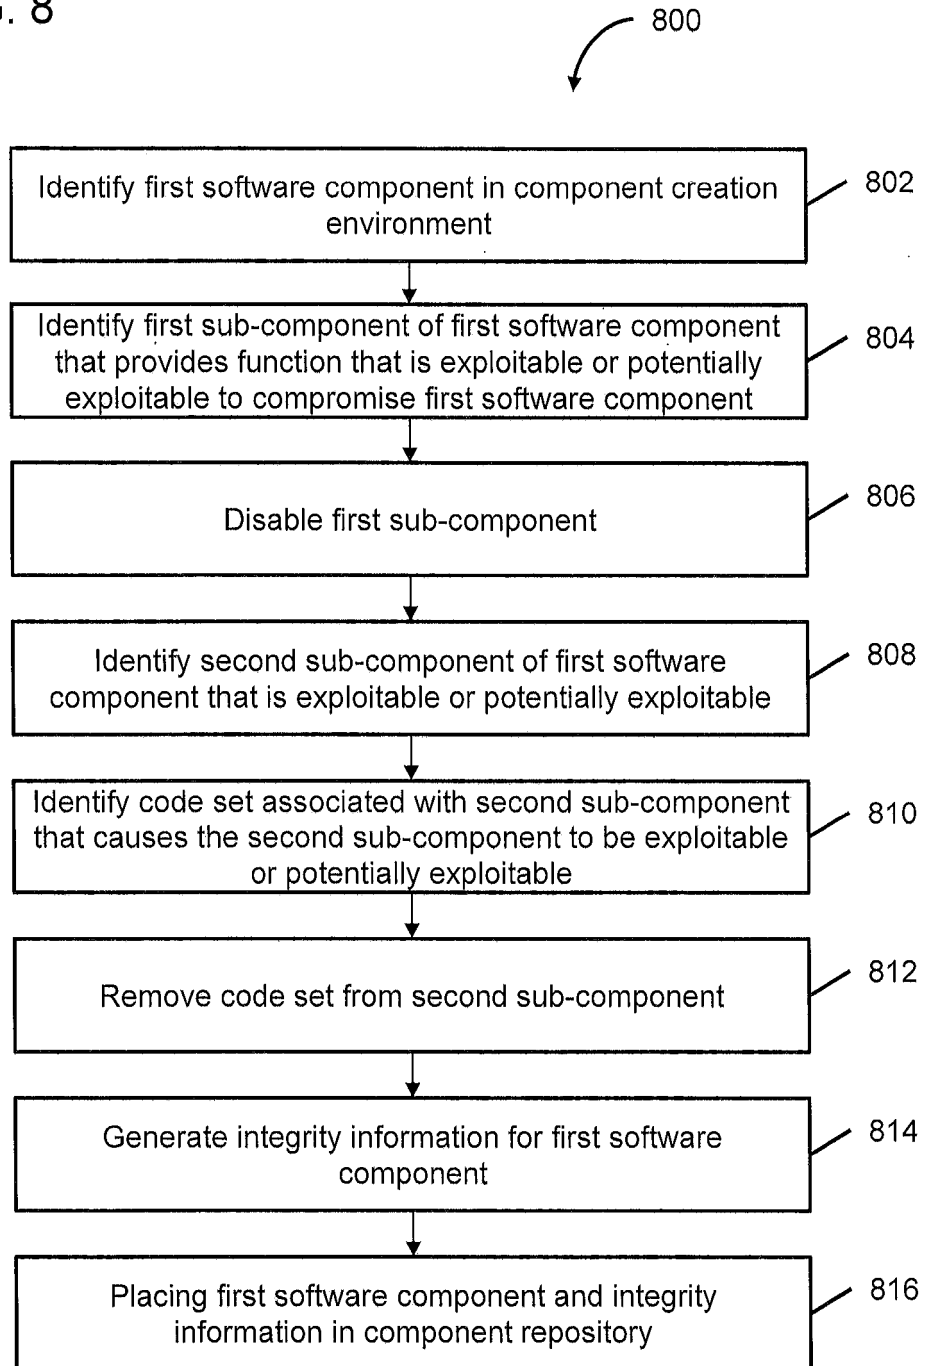 . 8
800
Identify first software component in component creation
environment
802
Identify first sub-component of first software component
that provides function that is exploitable or potentially
exploitable to compromise first software component
804
Disable first sub-component
806
Identify second sub-component of first software
component that is exploitable or potentially exploitable
808
Identify code set associated with second sub-component
that causes the second sub-component to be exploitable
or potentially exploitable
810
Remove code set from second sub-component
812
Generate integrity information for first software
component
814
Placing first software component and integrity
information in component repository
816